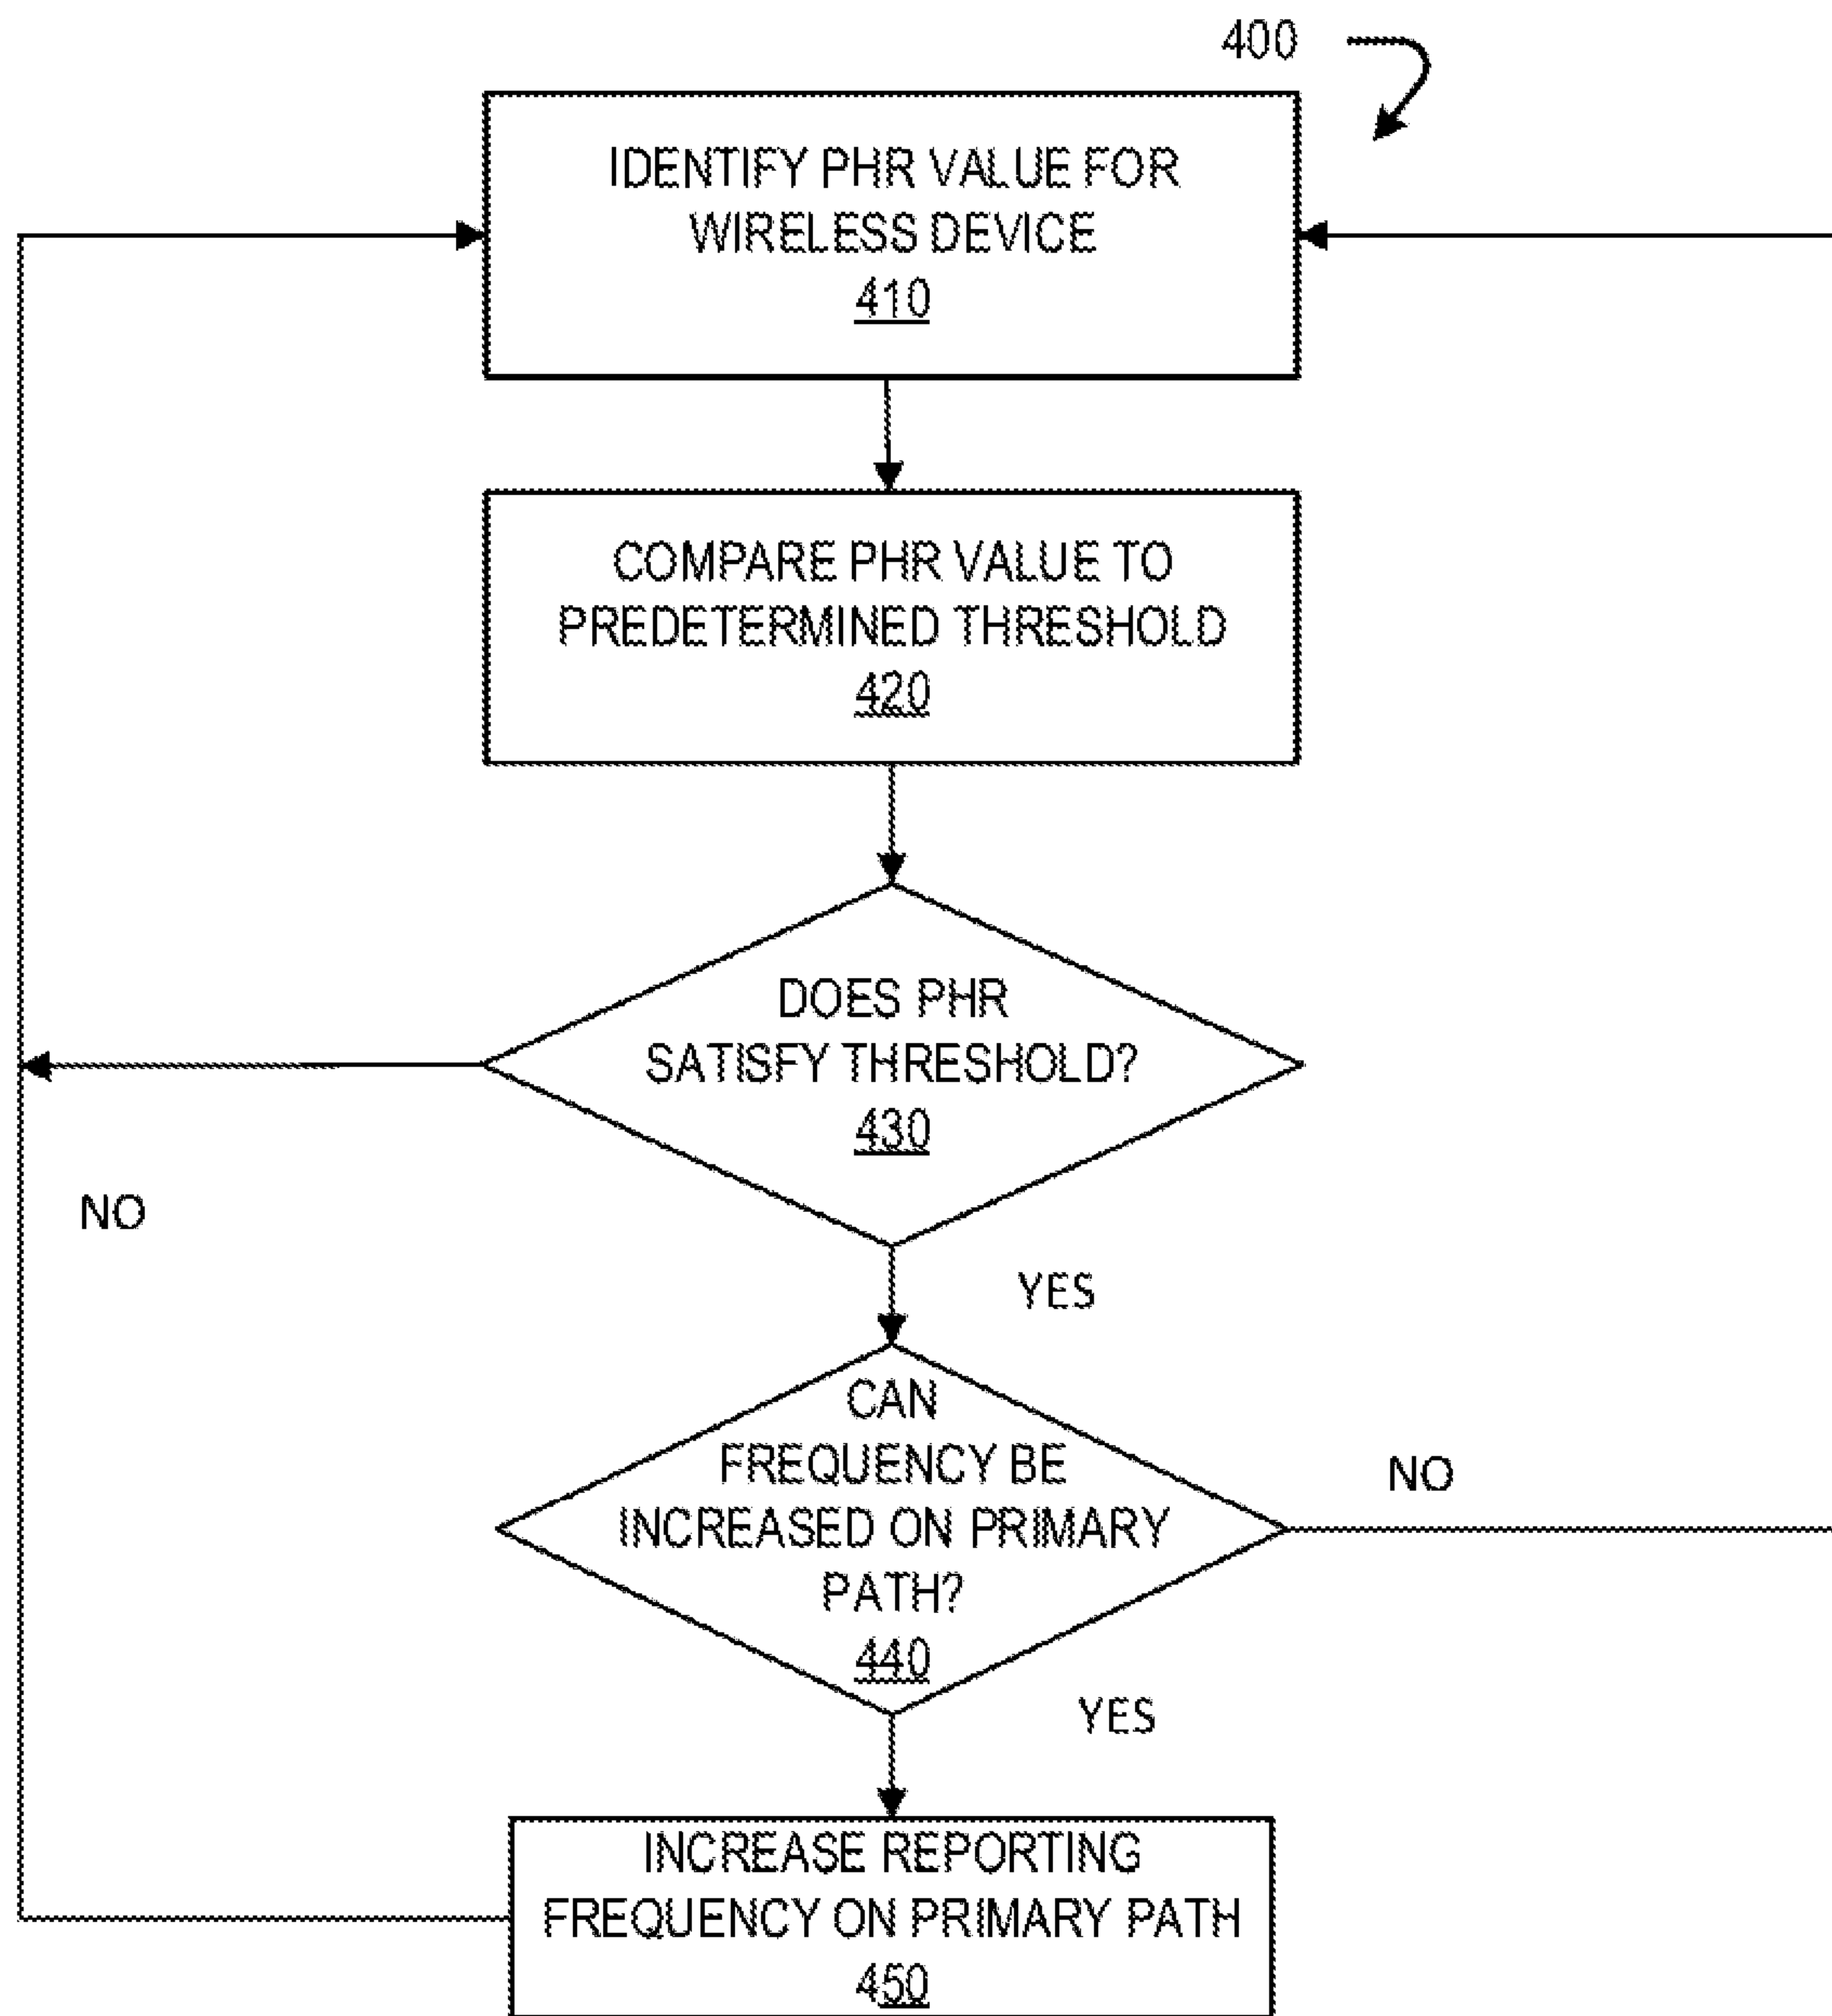 400
IDENTIFY PHR VALUE FOR
WIRELESS DEVICE
410
COMPARE PHR VALUE TO
PREDETERMINED THRESHOLD
420
DOES PHR
SATISFY THRESHOLD?
430
NO
YES
CAN
FREQUENCY BE
INCREASED ON PRIMARY
PATH?
440
NO
YES
INCREASE REPORTING
FREQUENCY ON PRIMARY PATH
450